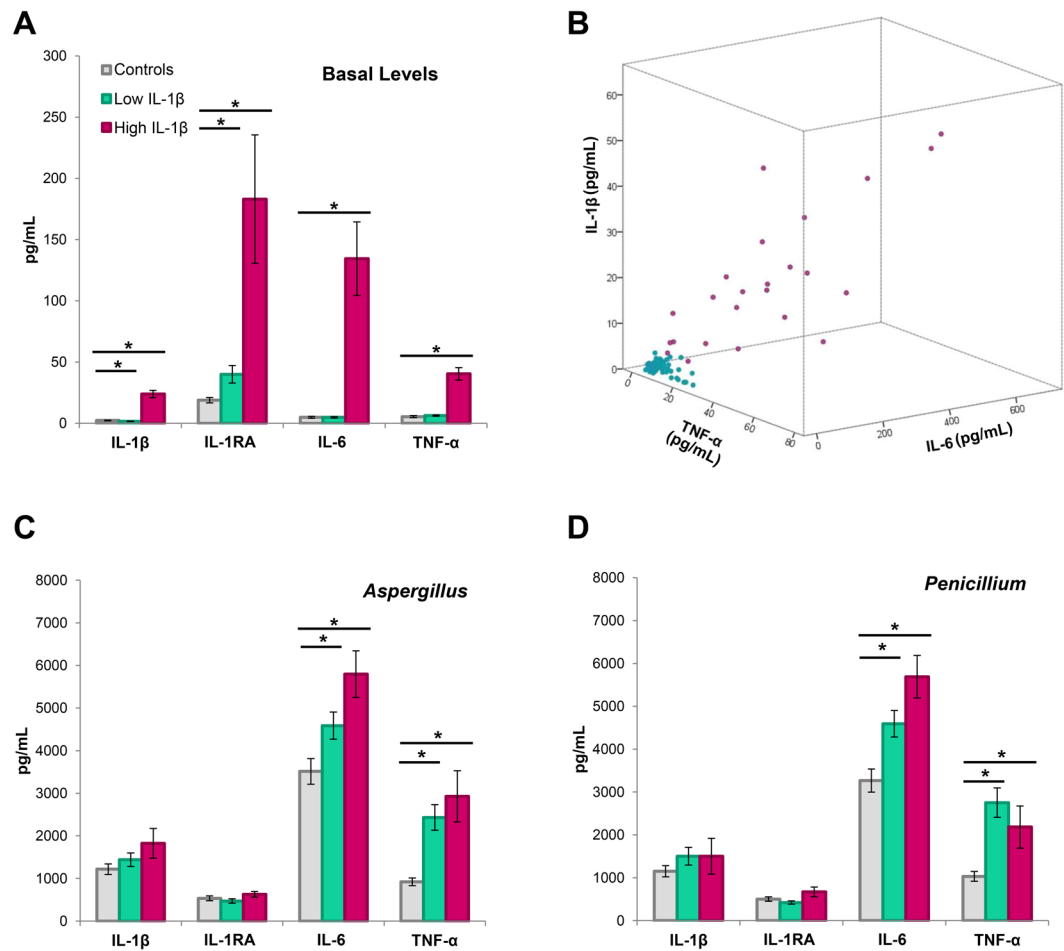 A
300
250
200
150
100
50
0
pg/mL
Controls
Low IL-1β
High IL-1β
Basal Levels
*
*
*
*
*
*
IL-1β
IL-1RA
IL-6
TNF-α
B
60
50
40
30
20
10
0
IL-1β (pg/mL)
0
20
40
60
80
TNF-α
(pg/mL)
0
200
400
600
IL-6 (pg/mL)
C
8000
7000
6000
5000
4000
3000
2000
1000
0
pg/mL
Aspergillus
*
*
*
*
IL-1β
IL-1RA
IL-6
TNF-α
D
8000
7000
6000
5000
4000
3000
2000
1000
0
pg/mL
Penicillium
*
*
*
*
IL-1β
IL-1RA
IL-6
TNF-α